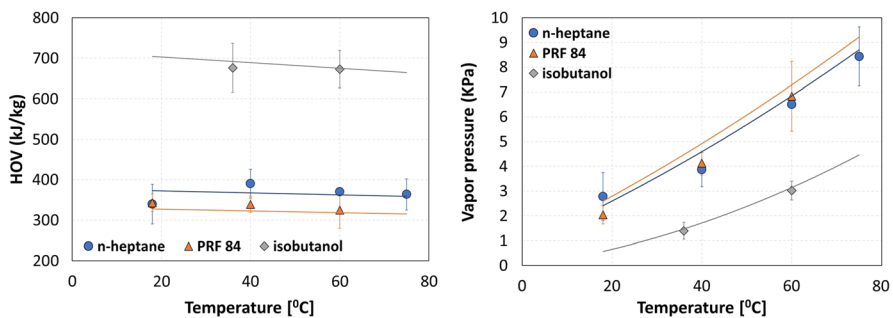 HOV (kJ/kg)
800
700
600
500
400
300
200
n-heptane PRF 84 isobutanol
0 20 40 60 80
Temperature [⁰C]
Vapor pressure (KPa)
10
9
8
7
6
5
4
3
2
1
0
n-heptane
PRF 84
isobutanol
0 20 40 60 80
Temperature [⁰C]